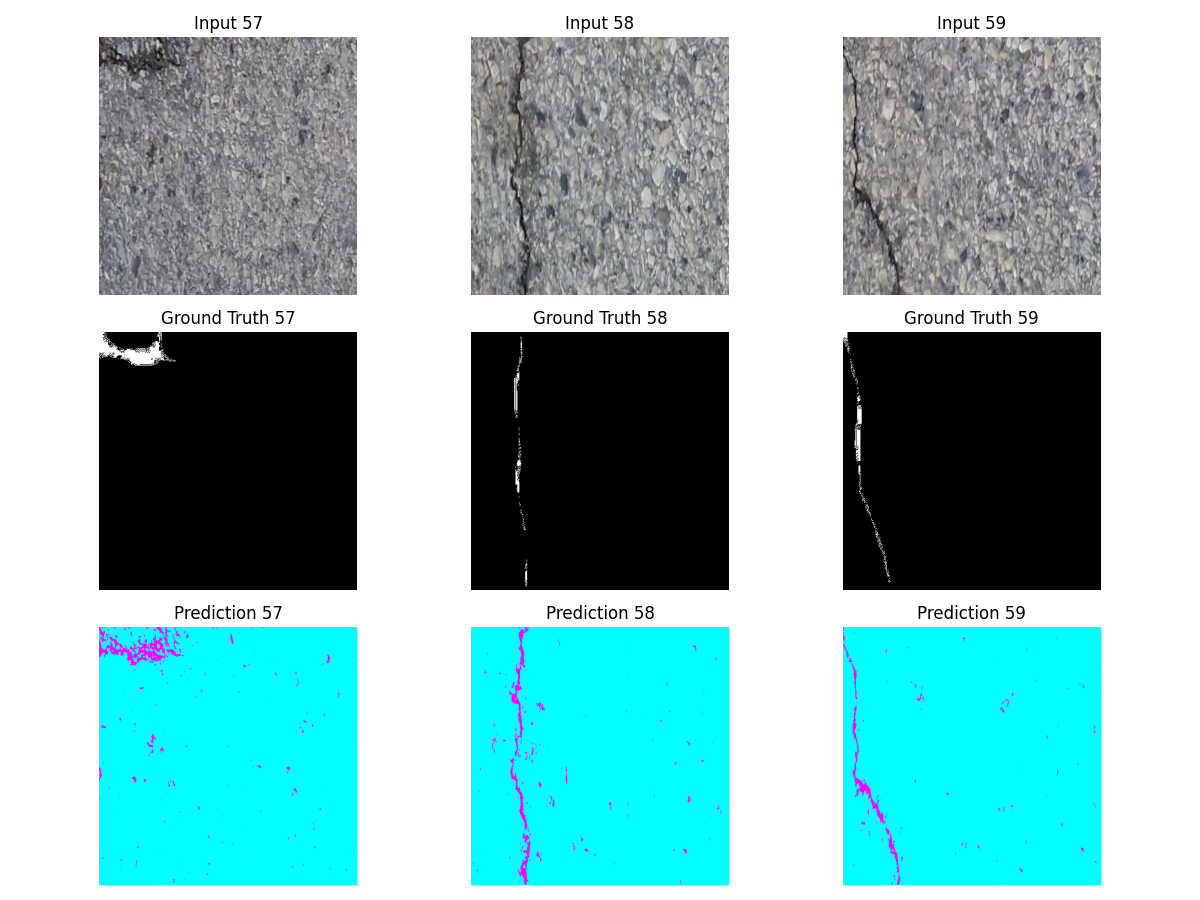 Input 57
Input 58
Input 59
Ground Truth 57
Ground Truth 58
Ground Truth 59
Prediction 57
Prediction 58
Prediction 59